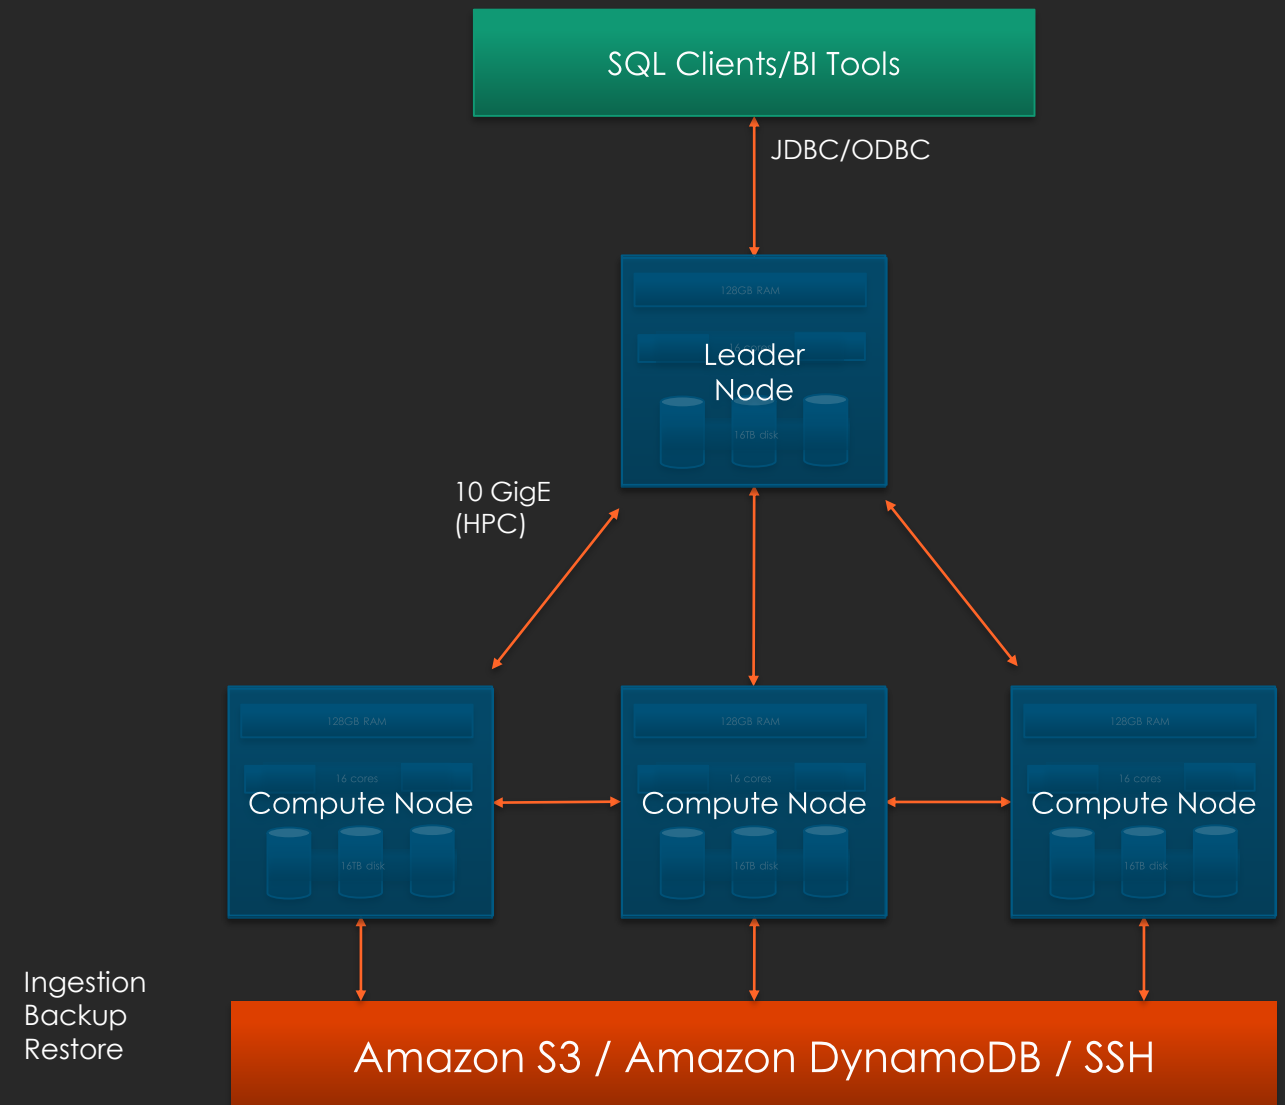 SQL Clients/BI Tools
JDBC/ODBC
128GB RAM
16 cores
Leader
Node
16TB disk
10 GigE
(HPC)
128GB RAM
16 cores
Compute Node
16TB disk
128GB RAM
16 cores
Compute Node
16TB disk
128GB RAM
16 cores
Compute Node
16TB disk
Ingestion
Backup
Restore
Amazon S3 / Amazon DynamoDB / SSH